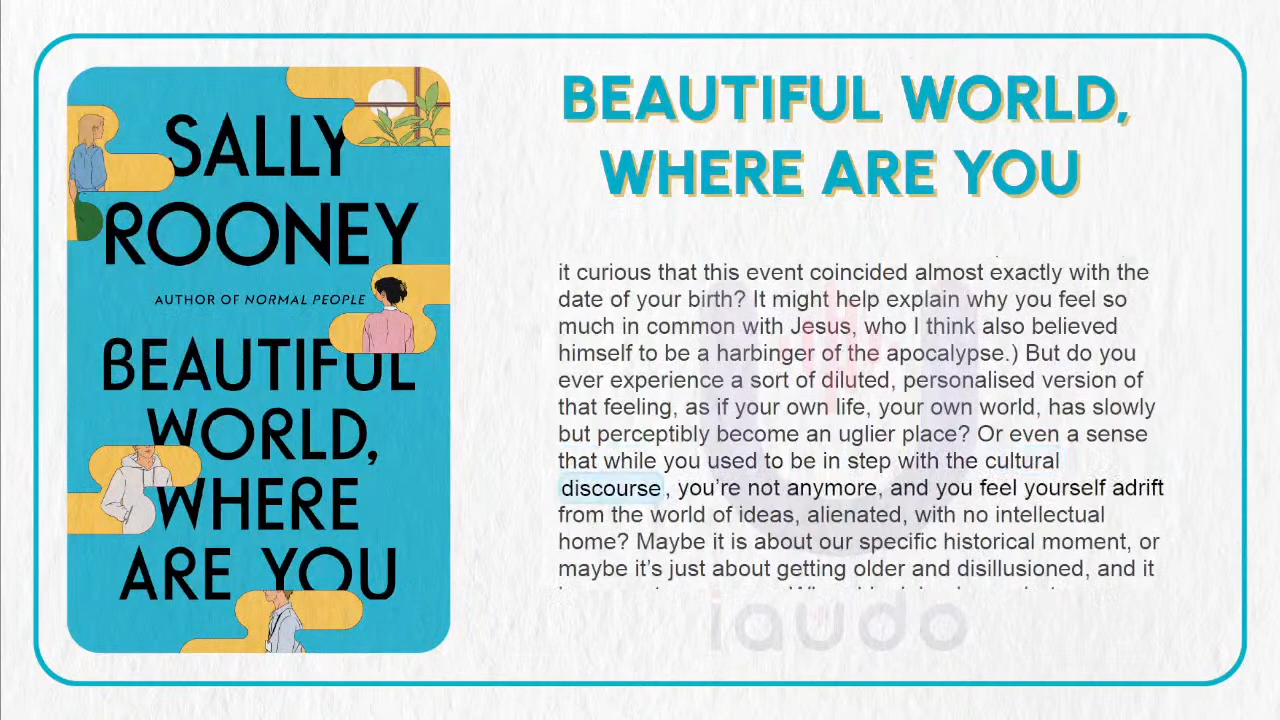 SALLY
ROONEY
AUTHOR OF NORMAL PEOPLE
BEAUTIFUL
WORLD,
WHERE
ARE YOU
BEAUTIFUL WORLD,
WHERE ARE YOU
it curious that this event coincided almost exactly with the
date of your birth? It might help explain why you feel so
much in common with Jesus, who I think also believed
himself to be a harbinger of the apocalypse.) But do you
ever experience a sort of diluted, personalised version of
that feeling, as if your own life, your own world, has slowly
but perceptibly become an uglier place? Or even a sense
that while you used to be in step with the cultural
discourse, you’re not anymore, and you feel yourself adrift
from the world of ideas, alienated, with no intellectual
home? Maybe it is about our specific historical moment, or
maybe it’s just about getting older and disillusioned, and it
iaudo